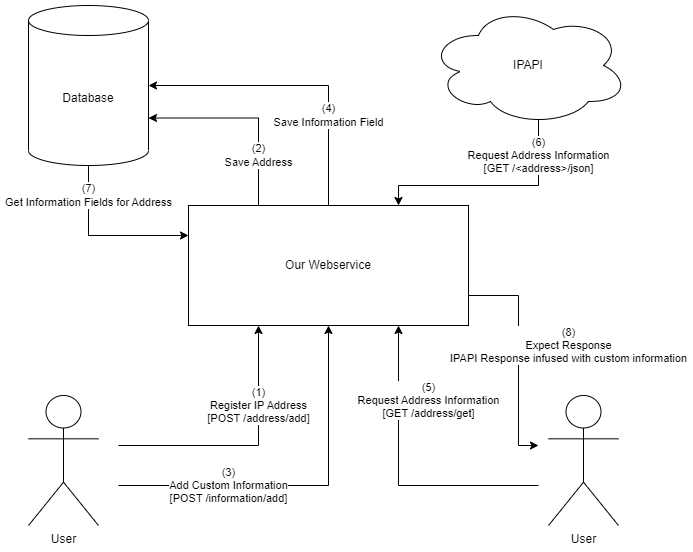 IPAPI
Database
(4)
Save Information Field
(2)
Save Address
(6)
Request Address Information
[GET /<address>/json]
(7)
Get Information Fields for Address
Our Webservice
(8)
Expect Response
IPAPI Response infused with custom information
(1)
Register IP Address
[POST /address/add]
(5)
Request Address Information
[GET /address/get]
(3)
Add Custom Information
[POST /information/add]
User
User